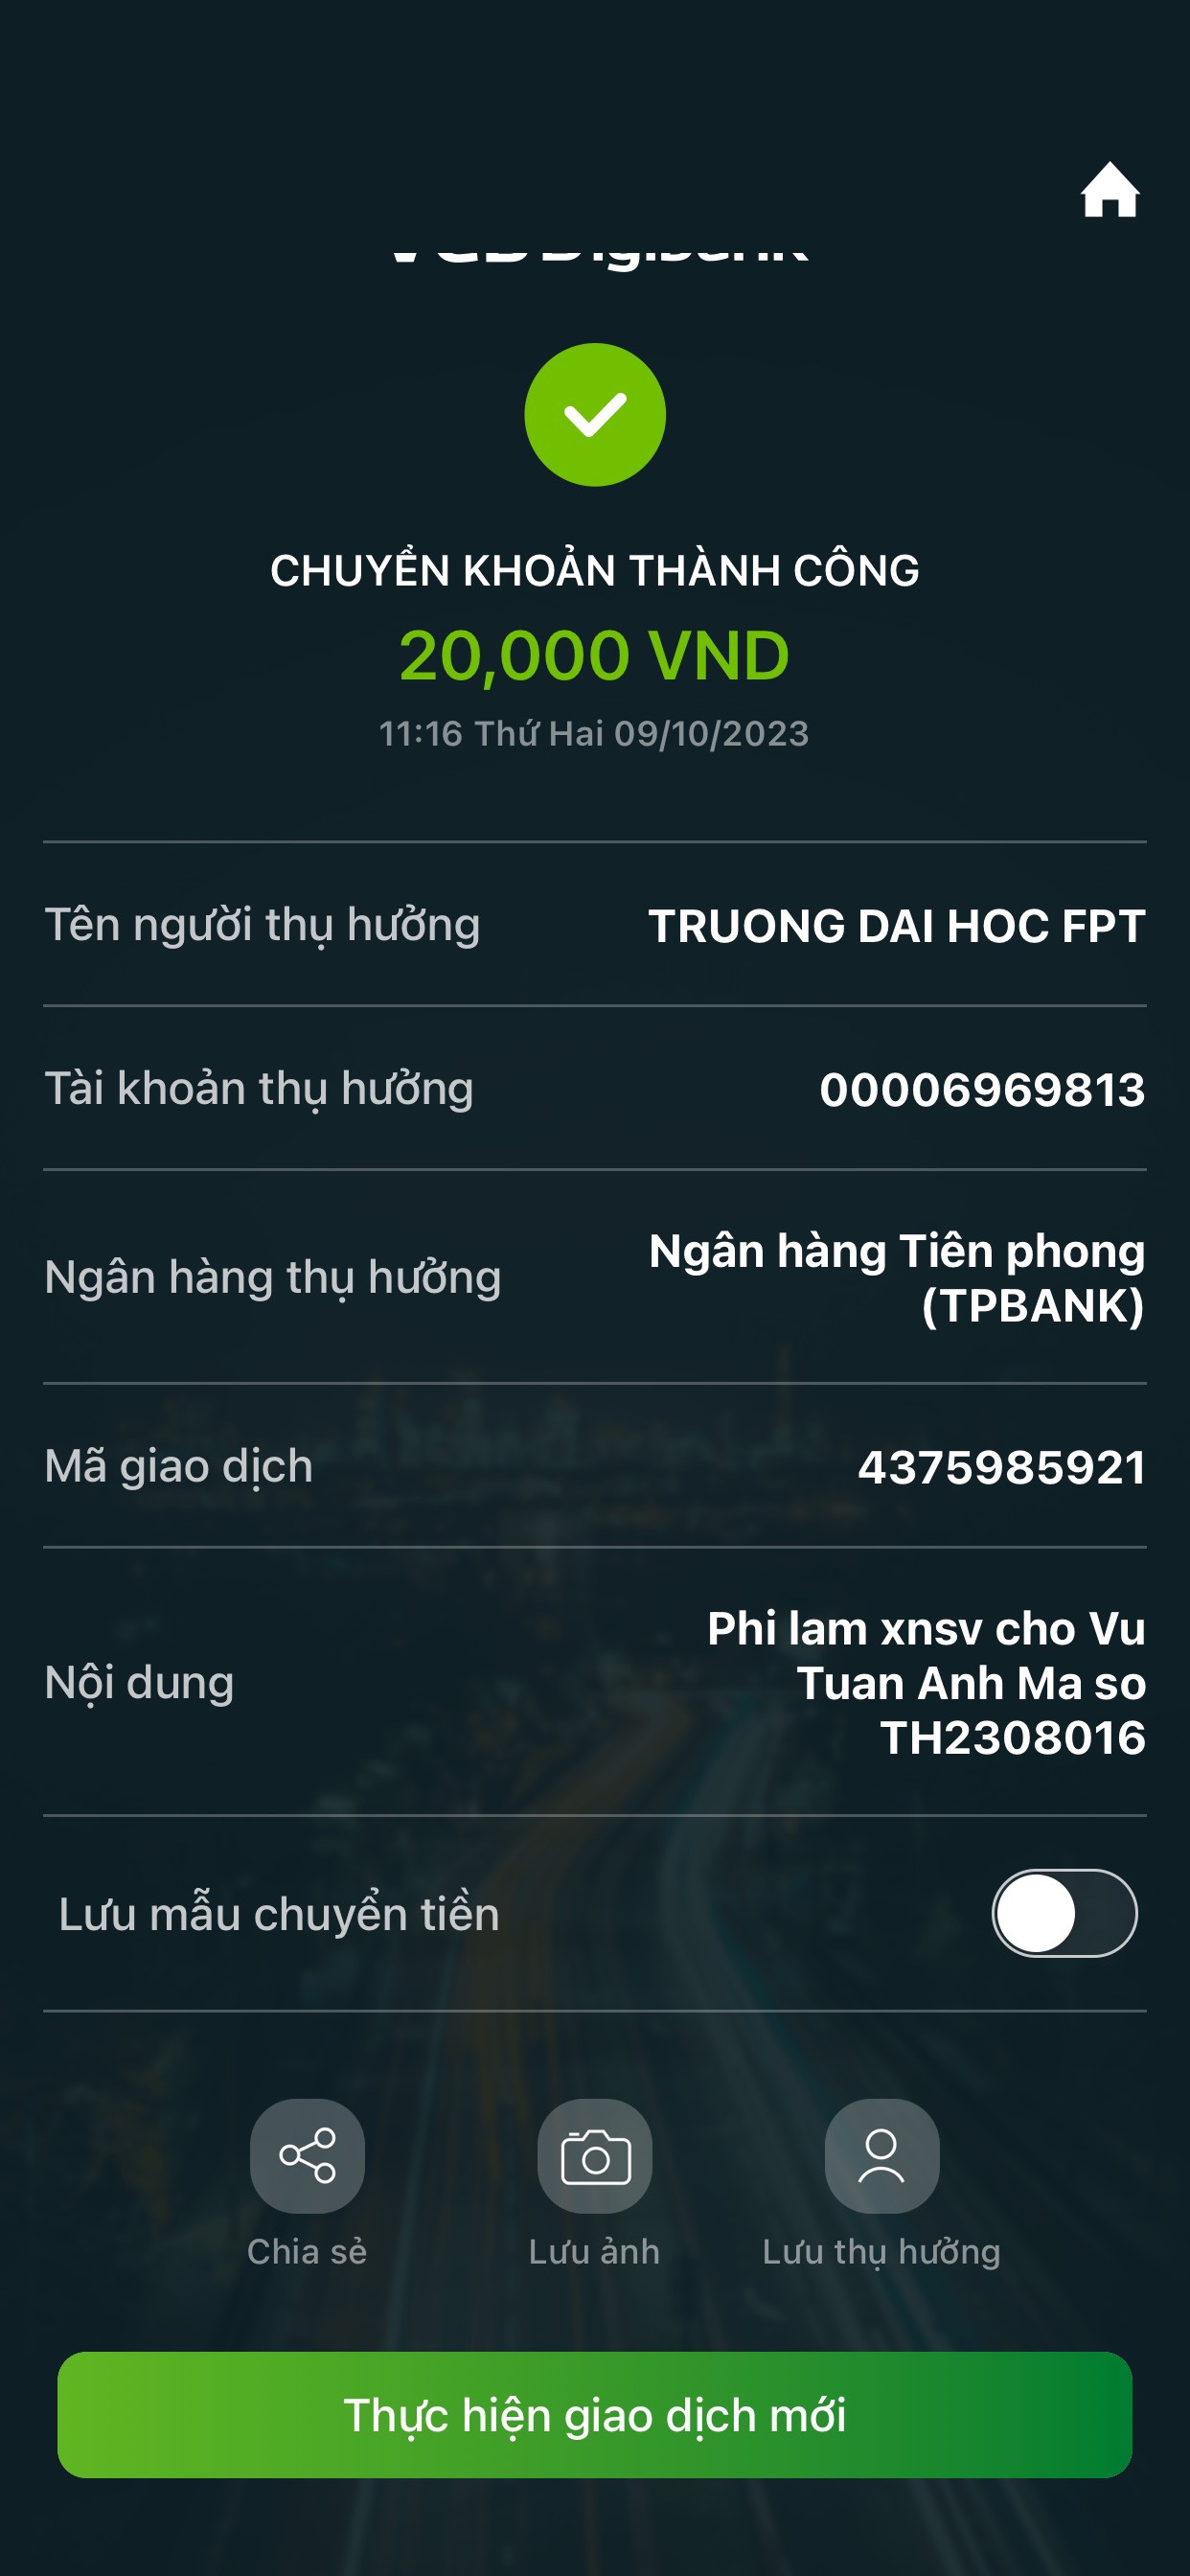 VCB Digibank
CHUYỂN KHOẢN THÀNH CÔNG
20,000 VND
11:16 Thứ Hai 09/10/2023
Tên người thụ hưởng
TRUONG DAI HOC FPT
Tài khoản thụ hưởng
00006969813
Ngân hàng thụ hưởng
Ngân hàng Tiên phong
(TPBANK)
Mã giao dịch
4375985921
Nội dung
Phi lam xnsv cho Vu
Tuan Anh Ma so
TH2308016
Lưu mẫu chuyển tiền
Chia sẻ
Lưu ảnh
Lưu thụ hưởng
Thực hiện giao dịch mới